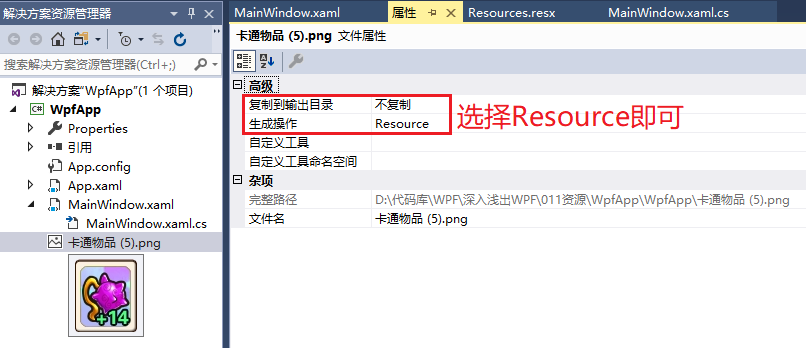 解决方案资源管理器
搜索解决方案资源管理器(Ctrl+;)
解决方案"WpfApp"(1 个项目)
WpfApp
Properties
引用
App.config
App.xaml
MainWindow.xaml
MainWindow.xaml.cs
卡通物品 (5).png
+14
MainWindow.xaml 属性 Resources.resx MainWindow.xaml.cs
卡通物品 (5).png 文件属性
高级
复制到输出目录 不复制
生成操作 Resource
自定义工具
自定义工具命名空间
杂项
完整路径 D:\代码库\WPF\深入浅出WPF\011资源\WpfApp\WpfApp\卡通物品 (5).png
文件名 卡通物品 (5).png
选择Resource即可